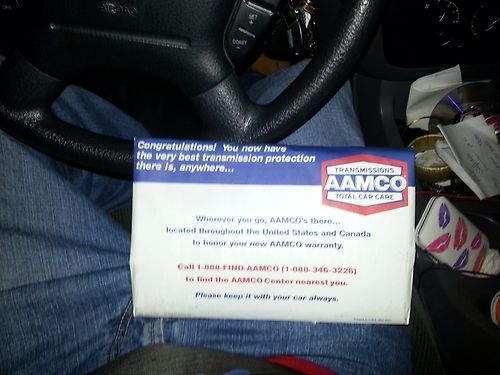 AIRBAG
SET
+
COAST
-
Congratulations! You now have
the very best transmission protection
there is, anywhere...
TRANSMISSIONS
AAMCO
TOTAL CAR CARE
Wherever you go, AAMCO's there...
located throughout the United States and Canada
to honor your new AAMCO warranty.
Call 1-888-FIND-AAMCO (1-888-346-3226)
to find the AAMCO Center nearest you.
Please keep it with your car always.